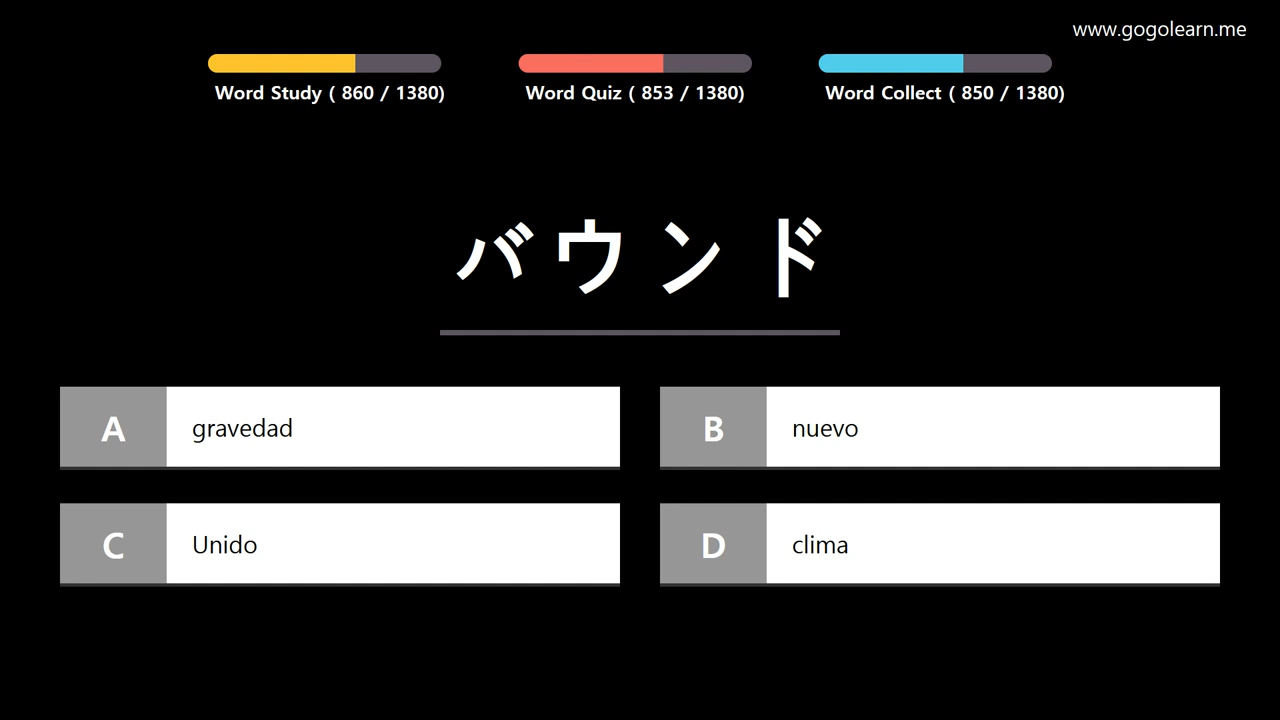 www.gogolearn.me
Word Study ( 860 / 1380)
Word Quiz ( 853 / 1380)
Word Collect ( 850 / 1380)
バウンド
A gravedad
B nuevo
C Unido
D clima